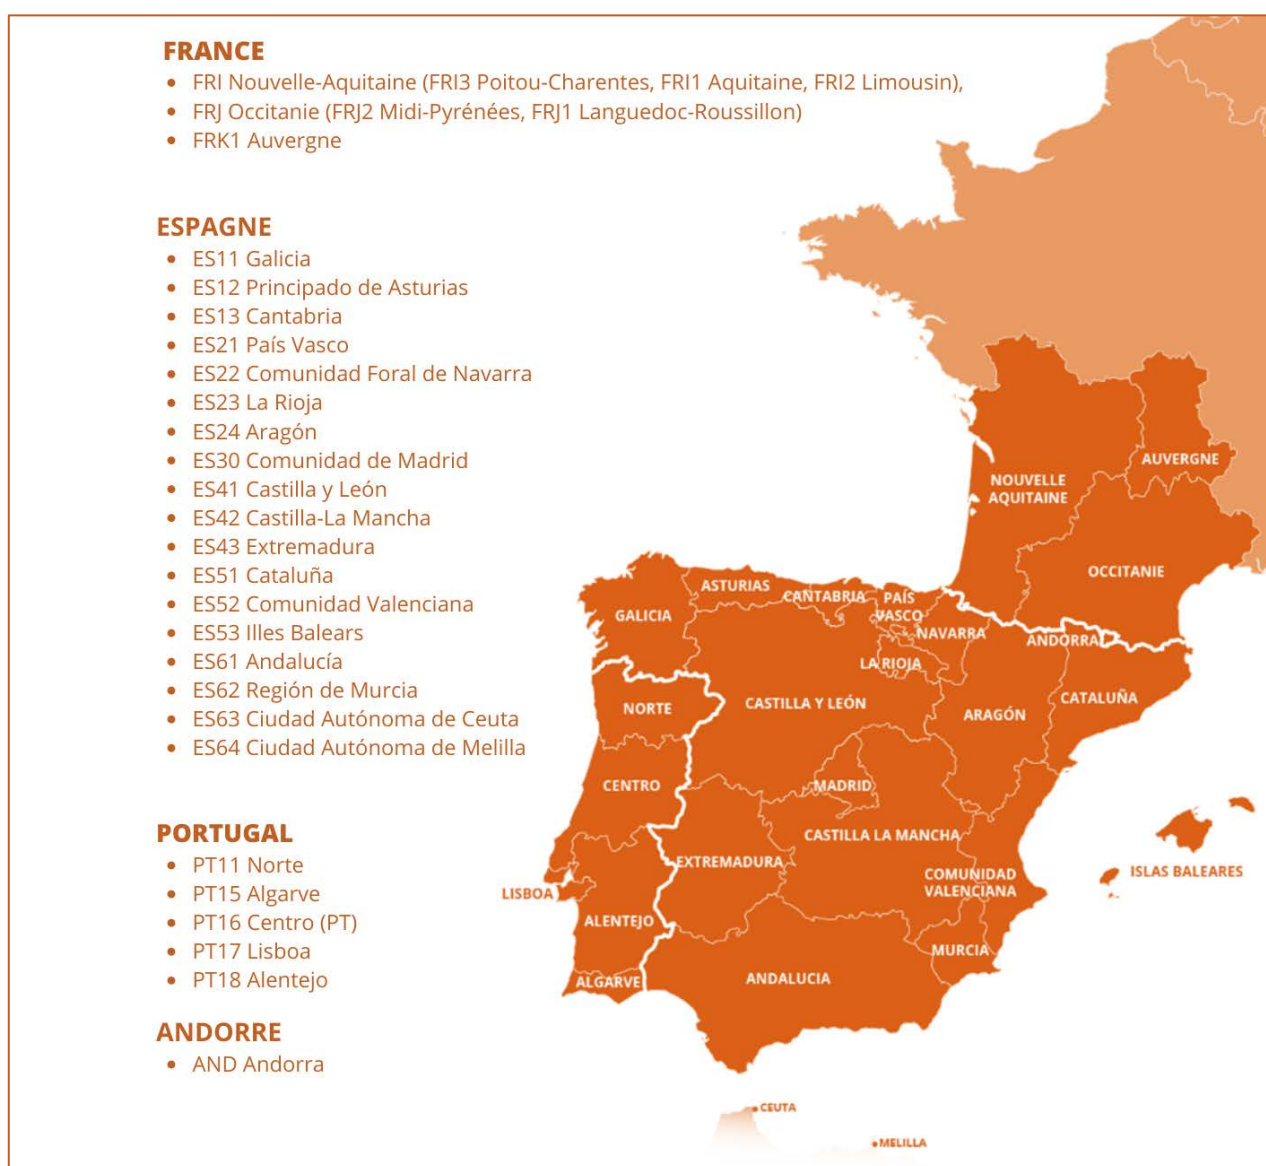 FRANCE
• FRI Nouvelle-Aquitaine (FRI3 Poitou-Charentes, FRI1 Aquitaine, FRI2 Limousin),
• FRJ Occitanie (FRJ2 Midi-Pyrénées, FRJ1 Languedoc-Roussillon)
• FRK1 Auvergne
ESPAGNE
• ES11 Galicia
• ES12 Principado de Asturias
• ES13 Cantabria
• ES21 País Vasco
• ES22 Comunidad Foral de Navarra
• ES23 La Rioja
• ES24 Aragón
• ES30 Comunidad de Madrid
• ES41 Castilla y León
• ES42 Castilla-La Mancha
• ES43 Extremadura
• ES51 Cataluña
• ES52 Comunidad Valenciana
• ES53 Illes Balears
• ES61 Andalucía
• ES62 Región de Murcia
• ES63 Ciudad Autónoma de Ceuta
• ES64 Ciudad Autónoma de Melilla
PORTUGAL
• PT11 Norte
• PT15 Algarve
• PT16 Centro (PT)
• PT17 Lisboa
• PT18 Alentejo
ANDORRE
• AND Andorra
AUVERGNE
NOUVELLE
AQUITAINE
OCCITANIE
ASTURIAS
CANTABRIA
PAÍS
VASCO
GALICIA
NAVARRA
ANDORRA
LA RIOJA
CATALUÑA
NORTE
CASTILLA Y LEÓN
ARAGÓN
CENTRO
MADRID
CASTILLA LA MANCHA
EXTREMADURA
COMUNIDAD
VALENCIANA
ISLAS BALEARES
LISBOA
ALENTEJO
MURCIA
ALGARVE
ANDALUCIA
CEUTA
MELILLA